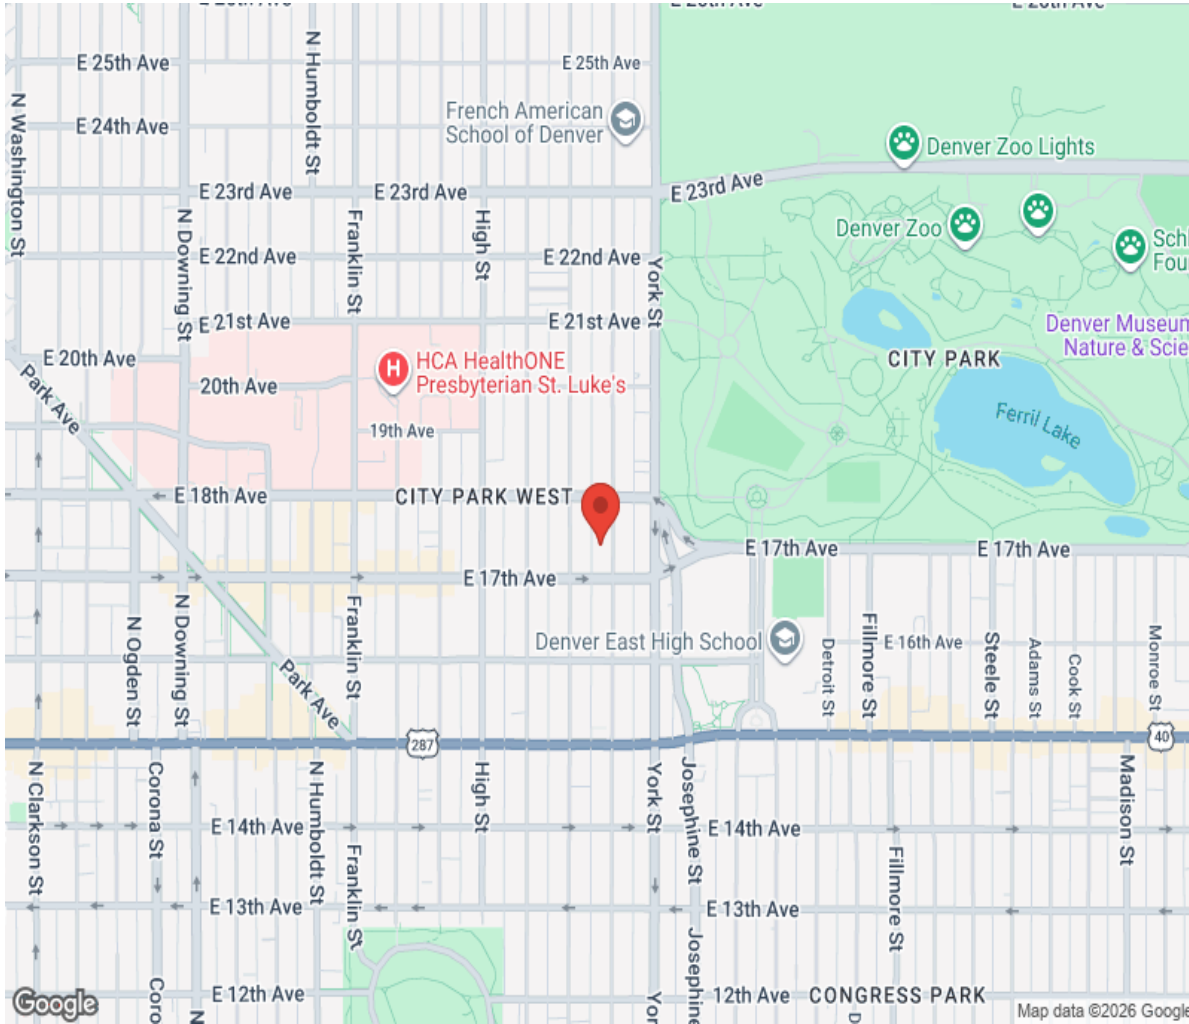 E 25th Ave
E 25th Ave
N Humboldt St
N Washington St
French American
School of Denver
E 24th Ave
Denver Zoo Lights
E 23rd Ave
E 23rd Ave
E 23rd Ave
N Downing St
Franklin St
High St
Denver Zoo
E 22nd Ave
E 22nd Ave
York St
Schl
Fou
E 21st Ave
E 21st Ave
Denver Museum
Nature & Scie
E 20th Ave
HCA HealthONE
Presbyterian St. Luke's
CITY PARK
20th Ave
Park Ave
19th Ave
Ferril Lake
E 18th Ave
CITY PARK WEST
E 17th Ave
E 17th Ave
E 17th Ave
N Ogden St
N Downing St
Franklin St
Denver East High School
Detroit St
Fillmore St
E 16th Ave
Steele St
Adams St
Cook St
Monroe St
Park Ave
287
40
N Clarkson St
Corona St
N Humboldt St
High St
York St
Josephine St
Madison St
E 14th Ave
E 14th Ave
Franklin St
Fillmore St
E 13th Ave
E 13th Ave
Josephine
Coro
N
E 12th Ave
Yor
12th Ave
CONGRESS PARK
D
Google
Map data ©2026 Google